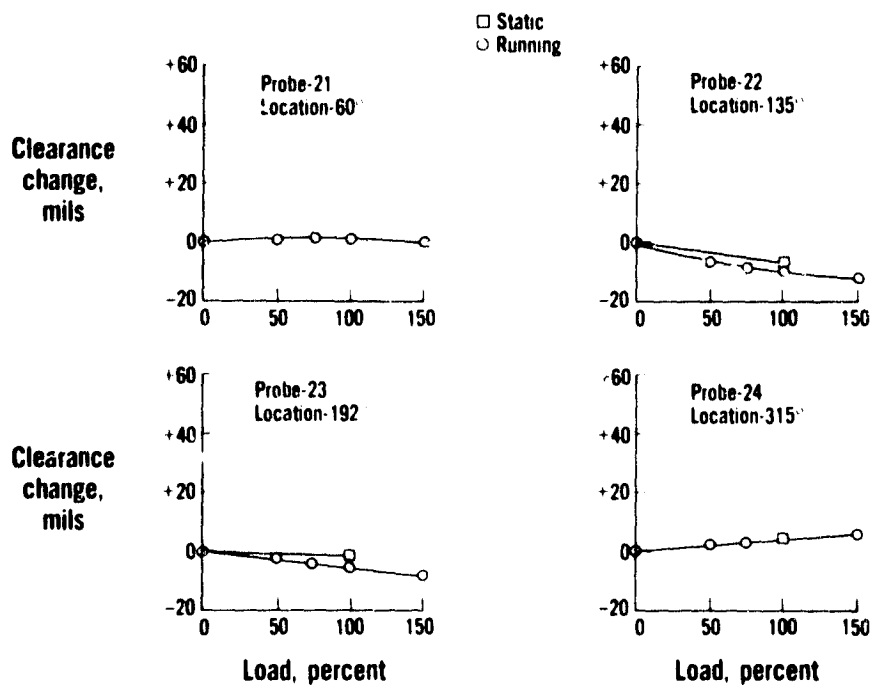 □ Static
○ Running
+60
+40
+20
0
-20
0 50 100 150
Probe-21
Location-60°
Clearance
change,
mils
+60
+40
+20
0
-20
0 50 100 150
Probe-22
Location-135°
+60
+40
+20
0
-20
0 50 100 150
Probe-23
Location-192
Clearance
change,
mils
Load, percent
+60
+40
+20
0
-20
0 50 100 150
Probe-24
Location-315°
Load, percent